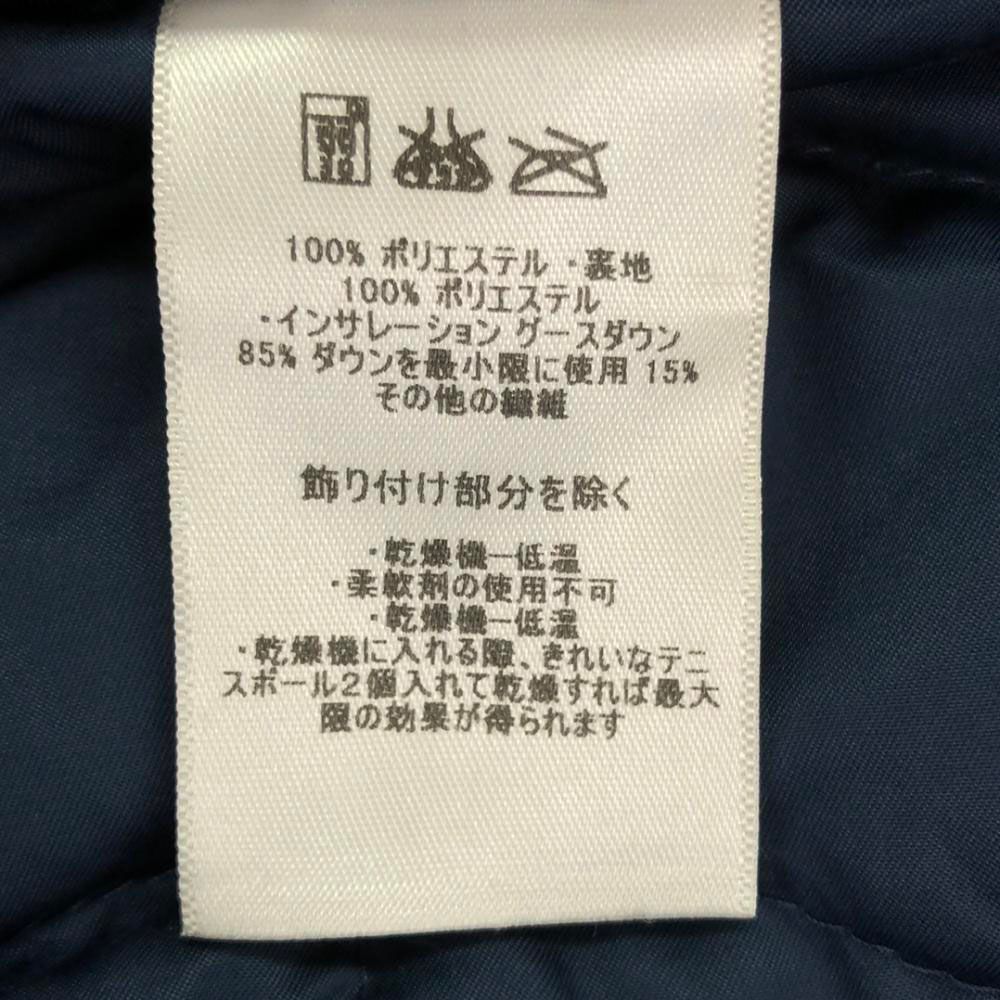 100% ポリエステル ・裏地
100% ポリエステル
・インサレーション グースダウン
85% ダウンを最小限に使用 15%
その他の繊維
飾り付け部分を除く
・乾燥機ー低温
・柔軟剤の使用不可
・乾燥機ー低温
・乾燥機に入れる際、きれいなテニ
スボール2個入れて乾燥すれば最大
限の効果が得られます